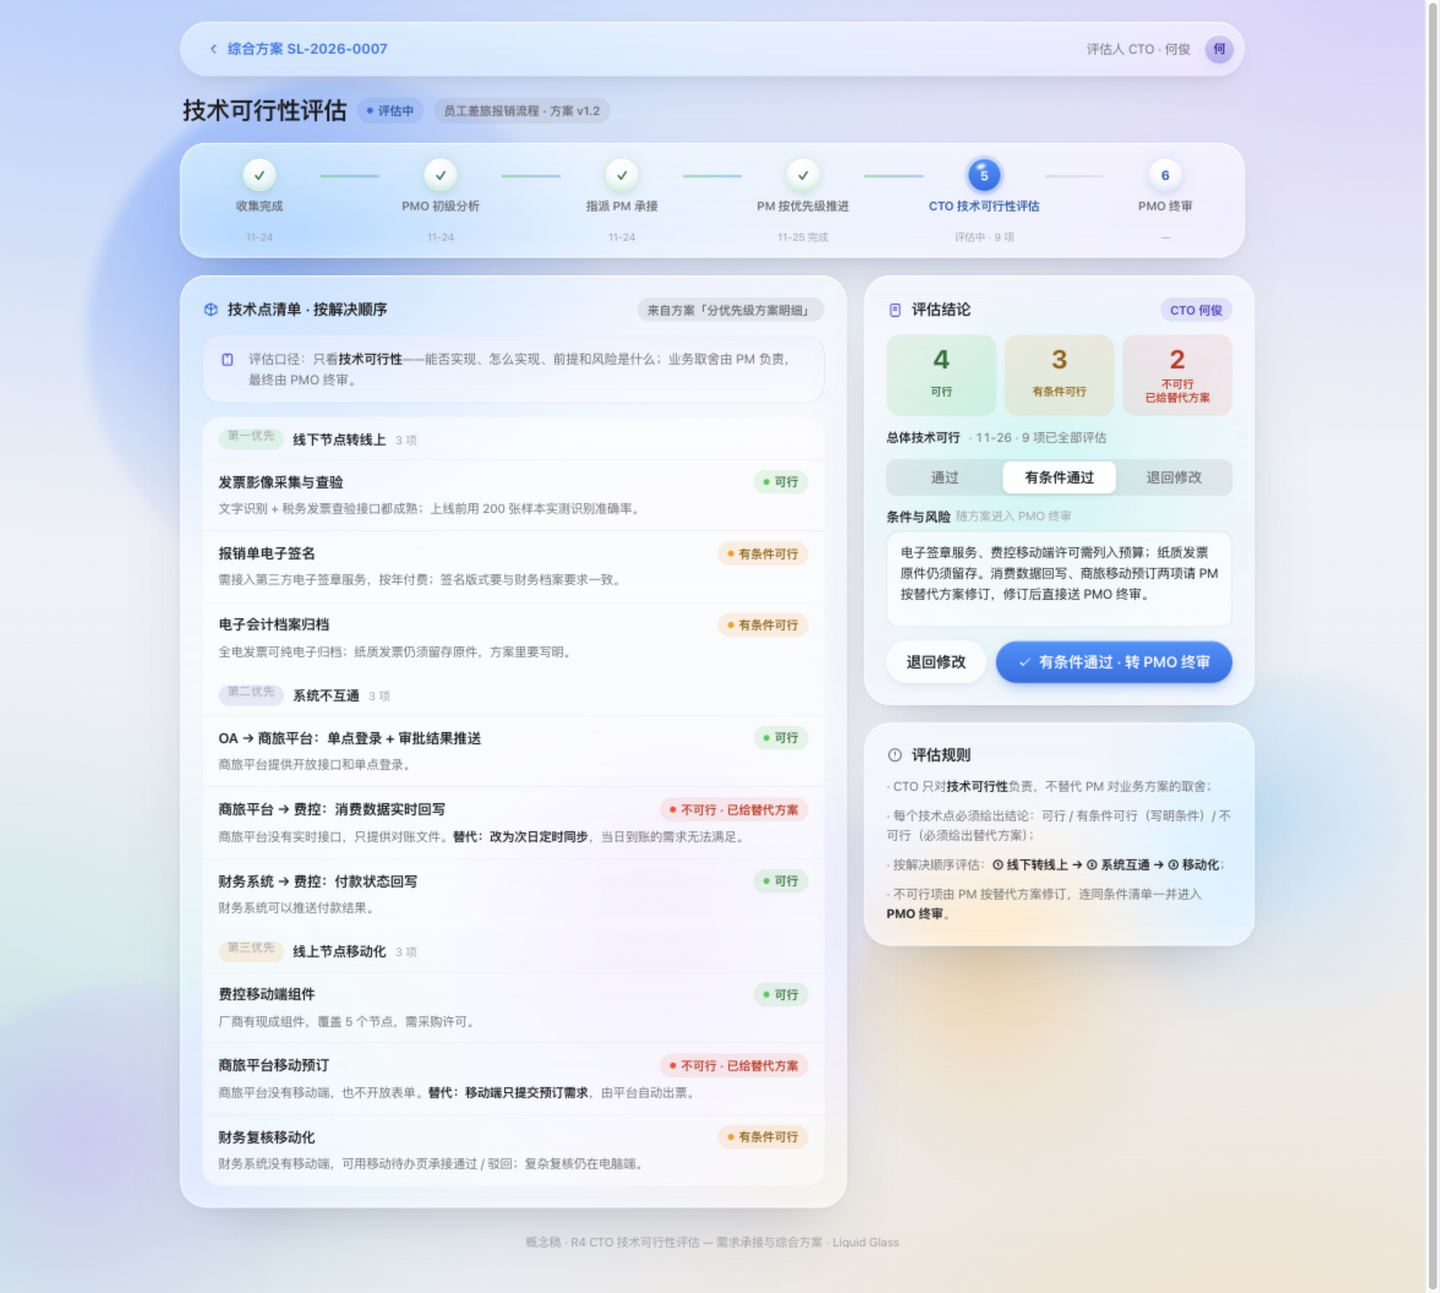 综合方案 SL-2026-0007
评估人 CTO · 何俊
何
技术可行性评估
评估中
员工差旅报销流程 · 方案 v1.2
5
6
收集完成
PMO 初级分析
指派 PM 承接
PM 按优先级推进
CTO 技术可行性评估
PMO 终审
11-24
11-24
11-24
11-25 完成
评估中 · 9 项
—
技术点清单 · 按解决顺序
来自方案「分优先级方案明细」
评估口径：只看技术可行性——能否实现、怎么实现、前提和风险是什么；业务取舍由 PM 负责，
最终由 PMO 终审。
第一优先 线下节点转线上 3 项
发票影像采集与查验
可行
文字识别 + 税务发票查验接口都成熟；上线前用 200 张样本实测识别准确率。
报销单电子签名
有条件可行
需接入第三方电子签章服务，按年付费；签名版式要与财务档案要求一致。
电子会计档案归档
有条件可行
全电发票可纯电子归档；纸质发票仍须留存原件，方案里要写明。
第二优先 系统不互通 3 项
OA → 商旅平台：单点登录 + 审批结果推送
可行
商旅平台提供开放接口和单点登录。
商旅平台 → 费控：消费数据实时回写
不可行 · 已给替代方案
商旅平台没有实时接口，只提供对账文件。替代：改为次日定时同步，当日到账的需求无法满足。
财务系统 → 费控：付款状态回写
可行
财务系统可以推送付款结果。
第三优先 线上节点移动化 3 项
费控移动端组件
可行
厂商有现成组件，覆盖 5 个节点，需采购许可。
商旅平台移动预订
不可行 · 已给替代方案
商旅平台没有移动端，也不开放表单。替代：移动端只提交预订需求，由平台自动出票。
财务复核移动化
有条件可行
财务系统没有移动端，可用移动待办页承接通过 / 驳回；复杂复核仍在电脑端。
评估结论
CTO 何俊
4
可行
3
有条件可行
2
不可行
已给替代方案
总体技术可行 · 11-26 · 9 项已全部评估
通过
有条件通过
退回修改
条件与风险 随方案进入 PMO 终审
电子签章服务、费控移动端许可需列入预算；纸质发票
原件仍须留存。消费数据回写、商旅移动预订两项请 PM
按替代方案修订，修订后直接送 PMO 终审。
退回修改
有条件通过 · 转 PMO 终审
评估规则
· CTO 只对技术可行性负责，不替代 PM 对业务方案的取舍；
· 每个技术点必须给出结论：可行 / 有条件可行（写明条件）/ 不
可行（必须给出替代方案）；
· 按解决顺序评估：① 线下转线上 → ② 系统互通 → ③ 移动化；
· 不可行项由 PM 按替代方案修订，连同条件清单一并进入
PMO 终审。
概念稿 · R4 CTO 技术可行性评估 — 需求承接与综合方案 · Liquid Glass